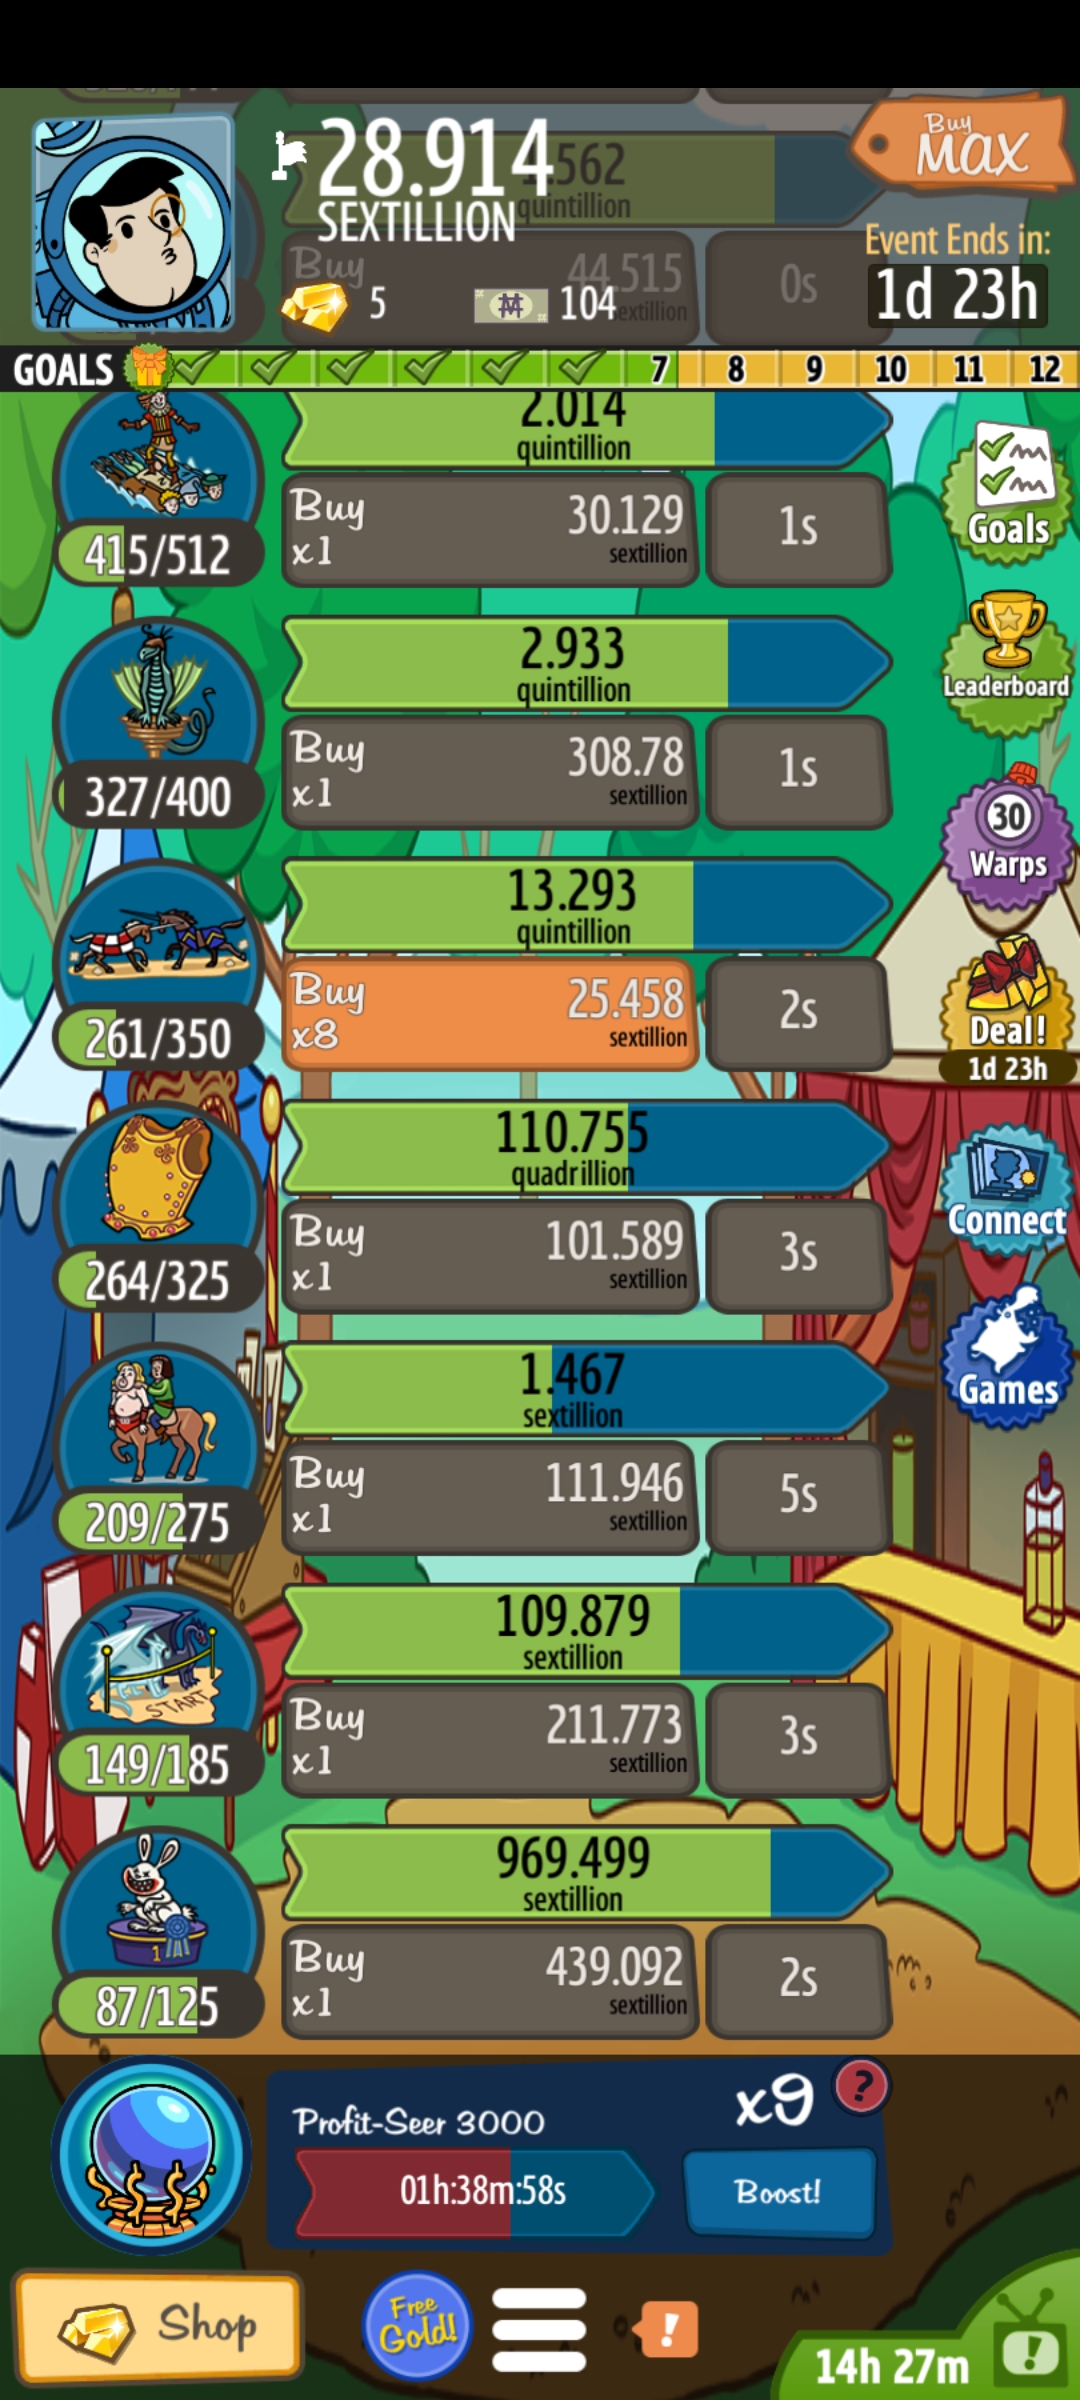 28.914
SEXTILLION
.562
quintillion
Buy
MAX
Buy
44.515
sextillion
0s
5
104
Event Ends in:
1d 23h
GOALS
7
8
9
10
11
12
2.014
quintillion
415/512
Buy
x1
30.129
sextillion
1s
Goals
2.933
quintillion
327/400
Buy
x1
308.78
sextillion
1s
Leaderboard
30
Warps
13.293
quintillion
261/350
Buy
x8
25.458
sextillion
2s
Deal!
1d 23h
110.755
quadrillion
264/325
Buy
x1
101.589
sextillion
3s
Connect
1.467
sextillion
209/275
Buy
x1
111.946
sextillion
5s
Games
109.879
sextillion
START
149/185
Buy
x1
211.773
sextillion
3s
969.499
sextillion
1
87/125
Buy
x1
439.092
sextillion
2s
Profit-Seer 3000
x9
?
01h:38m:58s
Boost!
Shop
Free
Gold!
!
14h 27m
!